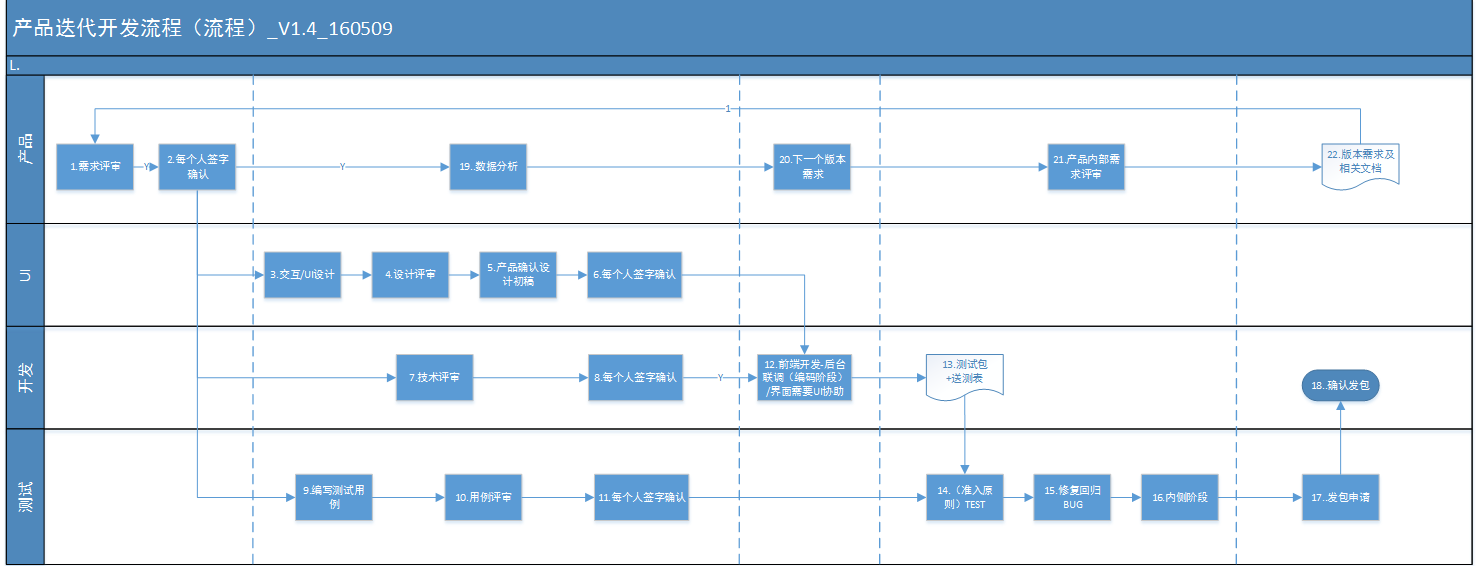 产品迭代开发流程（流程）_V1.4_160509
L.
产品
1
1.需求评审
Y
2.每个人签字
确认
Y
19..数据分析
20.下一个版本
需求
21.产品内部需
求评审
22.版本需求及
相关文档
UI
3.交互/UI设计
4.设计评审
5.产品确认设
计初稿
6.每个人签字确认
开发
7.技术评审
8.每个人签字确认
Y
12.前端开发-后台
联调（编码阶段）
/界面需要UI协助
13.测试包
+送测表
18..确认发包
测试
9.编写测试用
例
10.用例评审
11.每个人签字确认
14.（准入原
则）TEST
15.修复回归
BUG
16.内侧阶段
17..发包申请